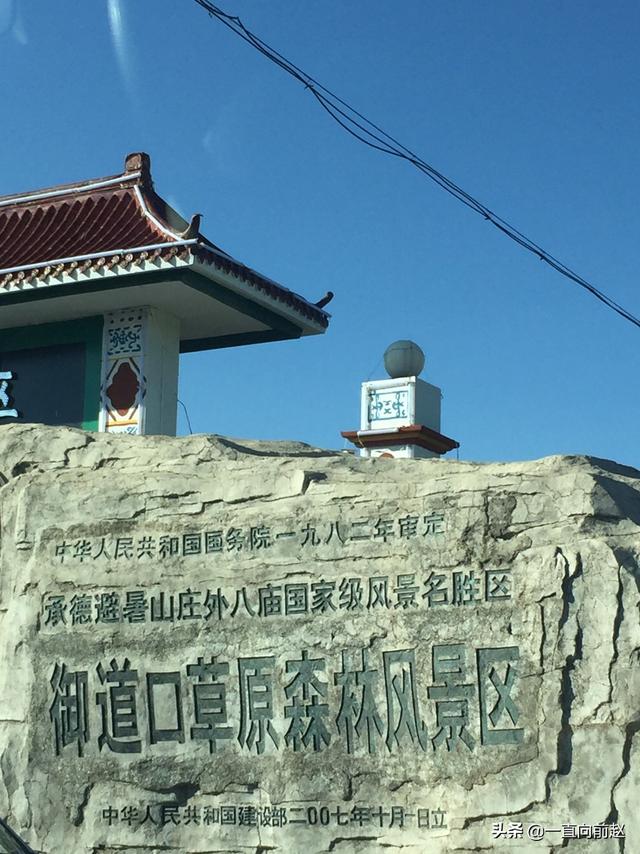 区
中华人民共和国国务院一九八二年审定
承德避暑山庄外八庙国家级风景名胜区
御道口草原森林风景区
中华人民共和国建设部二00七年十月一日立
头条 @一直向前赵